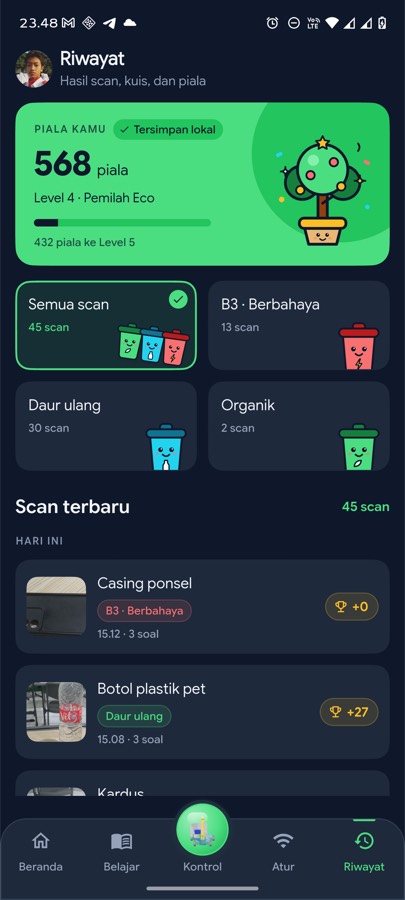 23.48
Vo)) LTE
Riwayat
Hasil scan, kuis, dan piala
PIALA KAMU
Tersimpan lokal
568 piala
Level 4 · Pemilah Eco
432 piala ke Level 5
Semua scan
45 scan
B3 · Berbahaya
13 scan
Daur ulang
30 scan
Organik
2 scan
Scan terbaru
45 scan
HARI INI
Casing ponsel
B3 · Berbahaya
15.12 · 3 soal
+0
Botol plastik pet
Daur ulang
15.08 · 3 soal
+27
Kardus
Beranda
Belajar
Kontrol
Atur
Riwayat